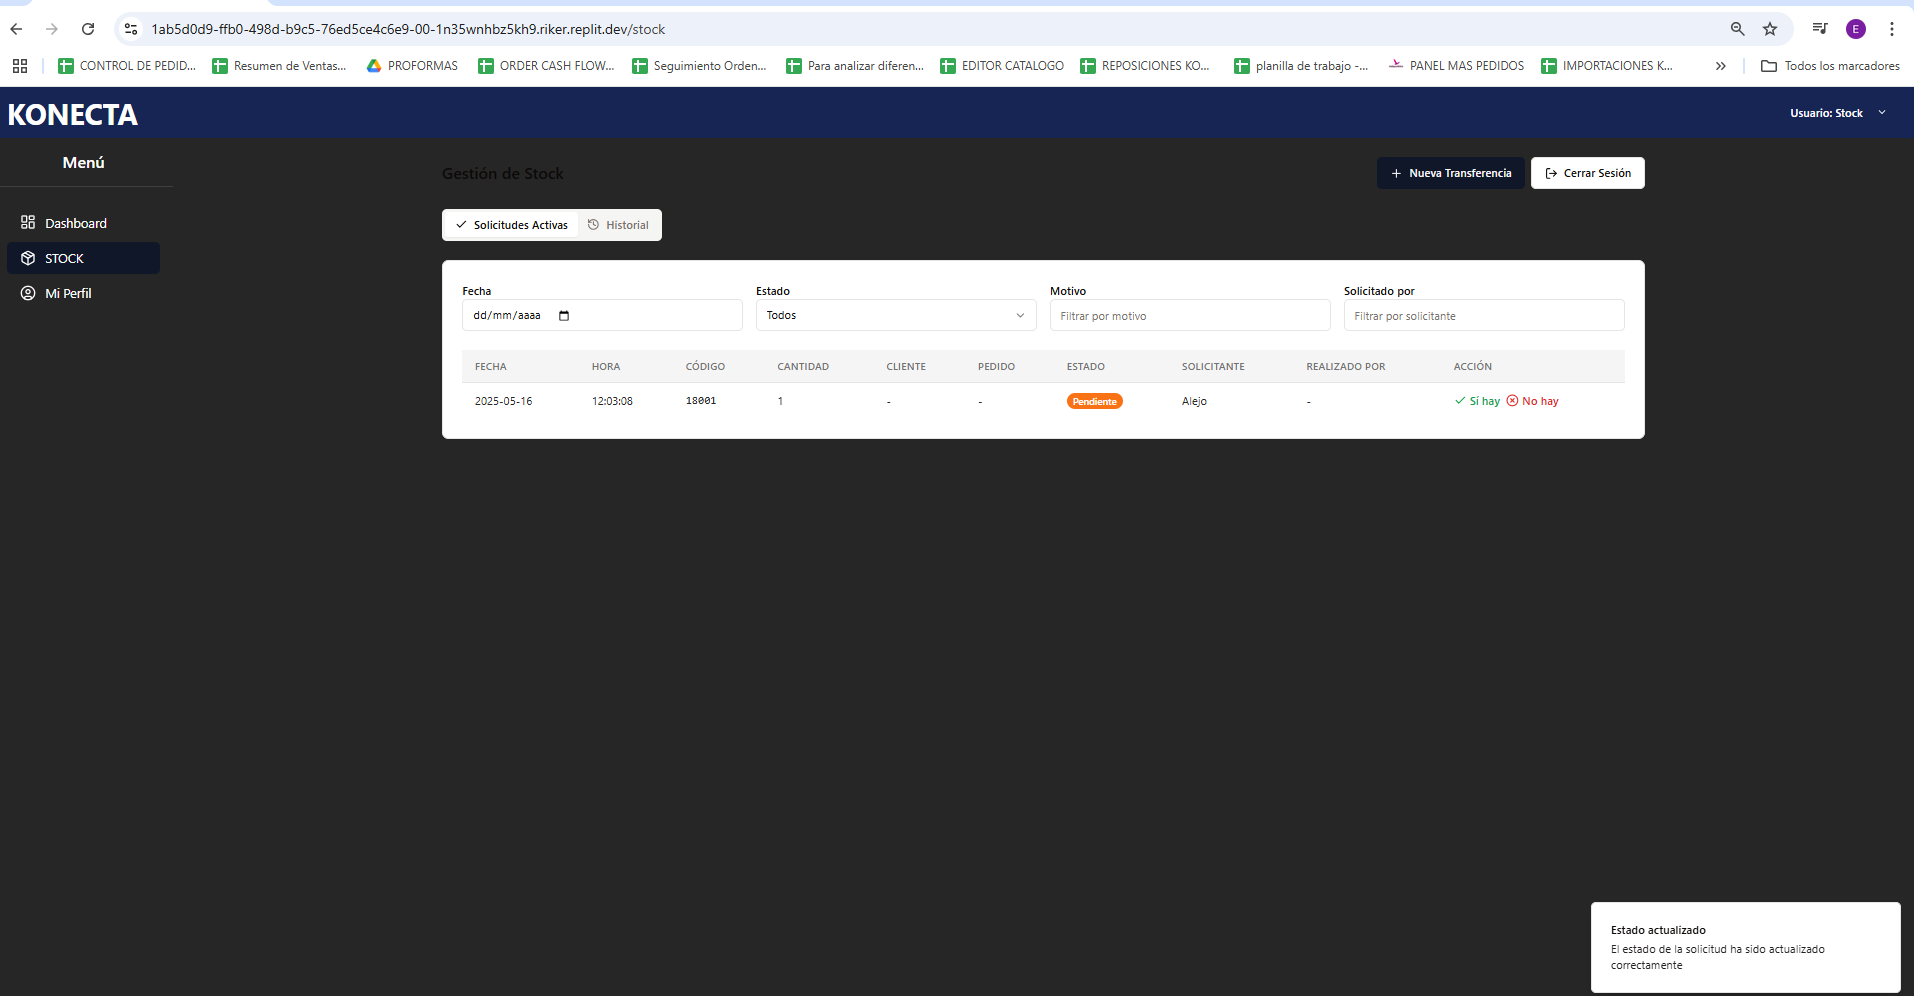 1ab5d0d9-ffb0-498d-b9c5-76ed5ce4c6e9-00-1n35wnhbz5kh9.riker.replit.dev/stock
E
CONTROL DE PEDID... Resumen de Ventas... PROFORMAS ORDER CASH FLOW... Seguimiento Orden... Para analizar diferen... EDITOR CATALOGO REPOSICIONES KO... planilla de trabajo -... PANEL MAS PEDIDOS IMPORTACIONES K... Todos los marcadores
KONECTA
Usuario: Stock
Menú
Dashboard
STOCK
Mi Perfil
Gestión de Stock
Nueva Transferencia
Cerrar Sesión
Solicitudes Activas Historial
Fecha Estado Motivo Solicitado por
dd/mm/aaaa Todos Filtrar por motivo Filtrar por solicitante
FECHA HORA CÓDIGO CANTIDAD CLIENTE PEDIDO ESTADO SOLICITANTE REALIZADO POR ACCIÓN
2025-05-16 12:03:08 18001 1 - - Pendiente Alejo - Sí hay No hay
Estado actualizado
El estado de la solicitud ha sido actualizado
correctamente